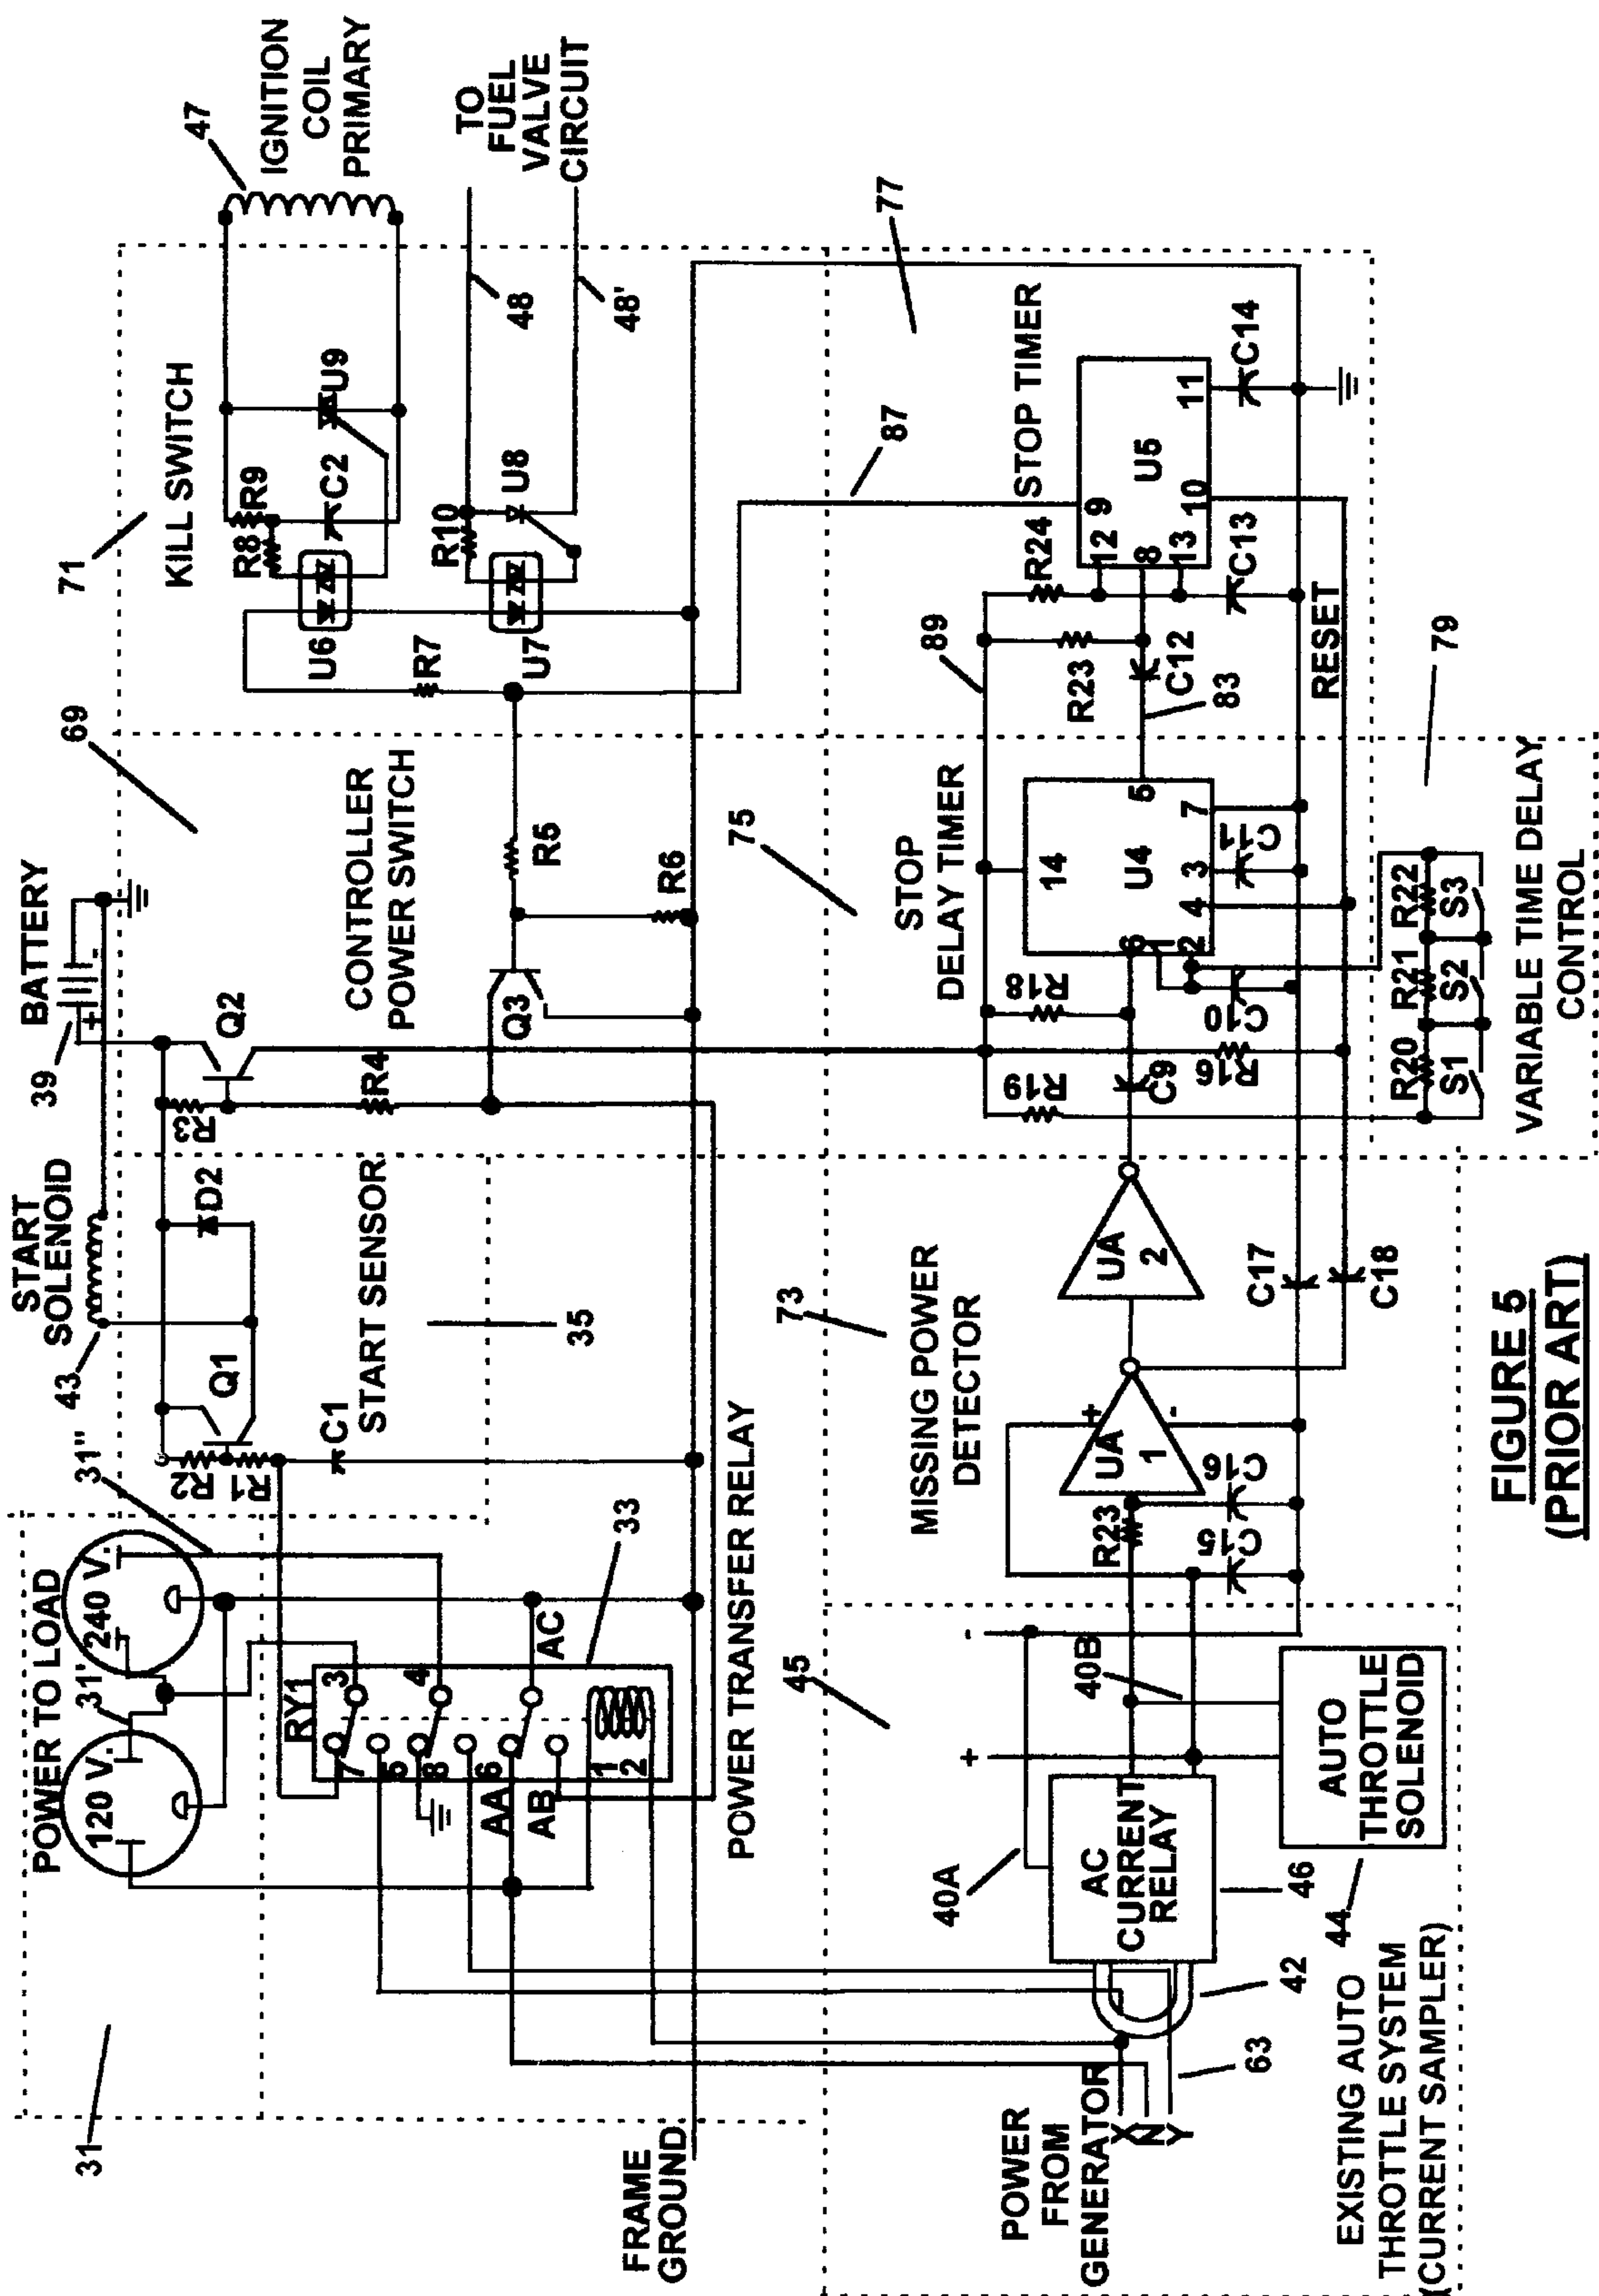 POWER TO LOAD
120 V.
240 V.
31
31'
31"
START
SOLENOID
43
BATTERY
39
+
-
69
71
47
IGNITION
COIL
PRIMARY
KILL SWITCH
TO
FUEL
VALVE
CIRCUIT
48
48'
R2
R1
Q1
D2
C1
START SENSOR
35
R3
Q2
R4
CONTROLLER
POWER SWITCH
Q3
R5
R6
R7
U6
U7
R8
R9
C2
U9
R10
U8
RY1
3
4
AC
33
7
5
8
6
AA
AB
1
2
POWER TRANSFER RELAY
FRAME
GROUND
45
73
MISSING POWER
DETECTOR
75
STOP
DELAY TIMER
89
87
77
STOP TIMER
R24
R23
C12
83
C13
C14
12
9
8
13
10
11
U5
RESET
79
14
U4
5
7
3
4
6
1
2
C11
R18
C10
R19
C9
R16
R20
R21
R22
S1
S2
S3
VARIABLE TIME DELAY
CONTROL
UA
1
+
-
UA
2
C17
C18
R23
C16
C15
-
+
40B
40A
AC
CURRENT
RELAY
AUTO
THROTTLE
SOLENOID
46
44
42
63
POWER
FROM
GENERATOR
X
N
Y
EXISTING AUTO
THROTTLE SYSTEM
(CURRENT SAMPLER)
FIGURE 5
(PRIOR ART)